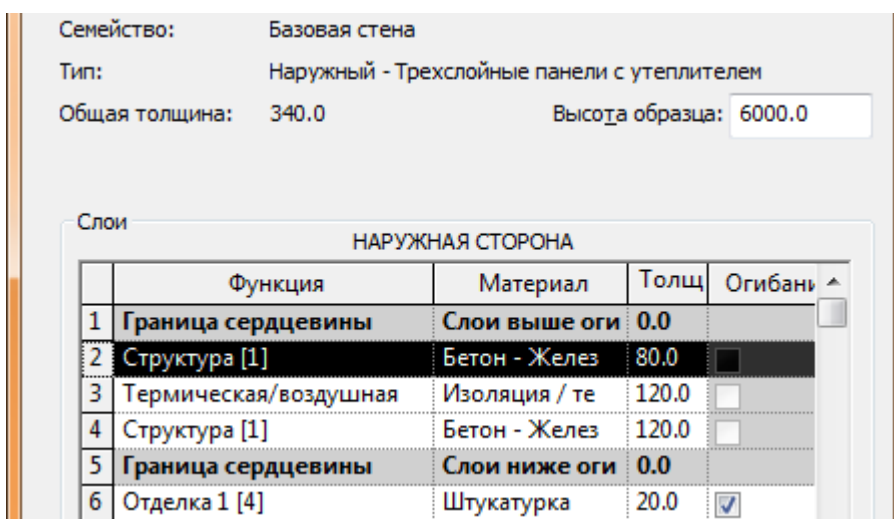 Семейство: Базовая стена
Тип: Наружный - Трехслойные панели с утеплителем
Общая толщина: 340.0 Высота образца: 6000.0
Слои
НАРУЖНАЯ СТОРОНА
Функция Материал Толщ Огибани
1 Граница сердцевины Слои выше оги 0.0
2 Структура [1] Бетон - Желез 80.0
3 Термическая/воздушная Изоляция / те 120.0
4 Структура [1] Бетон - Желез 120.0
5 Граница сердцевины Слои ниже оги 0.0
6 Отделка 1 [4] Штукатурка 20.0